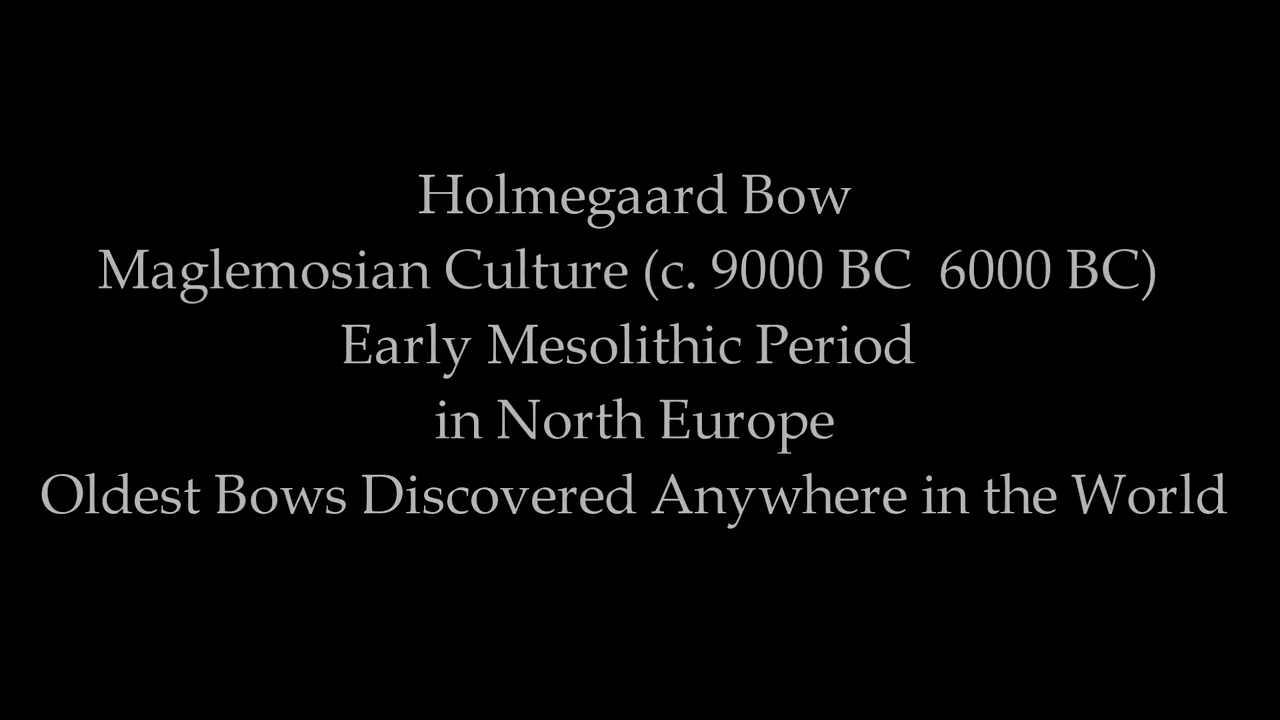 Holmegaard Bow
Maglemosian Culture (c. 9000 BC  6000 BC)
Early Mesolithic Period
in North Europe
Oldest Bows Discovered Anywhere in the World